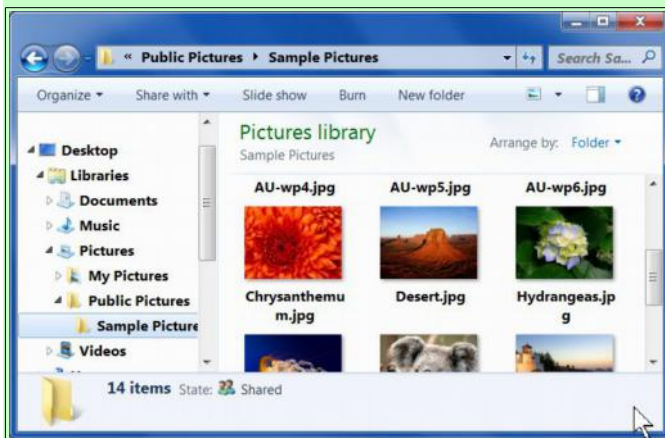 « Public Pictures ▸ Sample Pictures
Search Sa...
Organize Share with Slide show Burn New folder
Desktop
Libraries
Documents
Music
Pictures
My Pictures
Public Pictures
Sample Picture
Videos
Pictures library
Sample Pictures
Arrange by: Folder
AU-wp4.jpg AU-wp5.jpg AU-wp6.jpg
Chrysanthemu
m.jpg
Desert.jpg
Hydrangeas.jp
g
14 items State: Shared